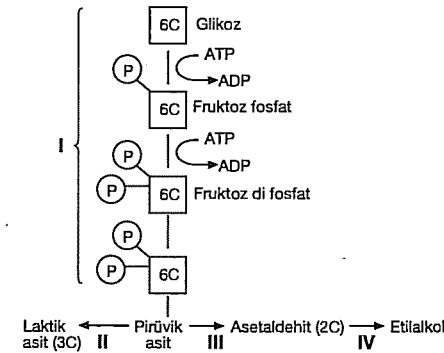 6C Glikoz
ATP
P
ADP
6C Fruktoz fosfat
I
ATP
P
ADP
P
6C Fruktoz di fosfat
P
P
6C
Laktik Pirüvik Asetaldehit (2C) Etilalkol
asit (3C) II asit III IV